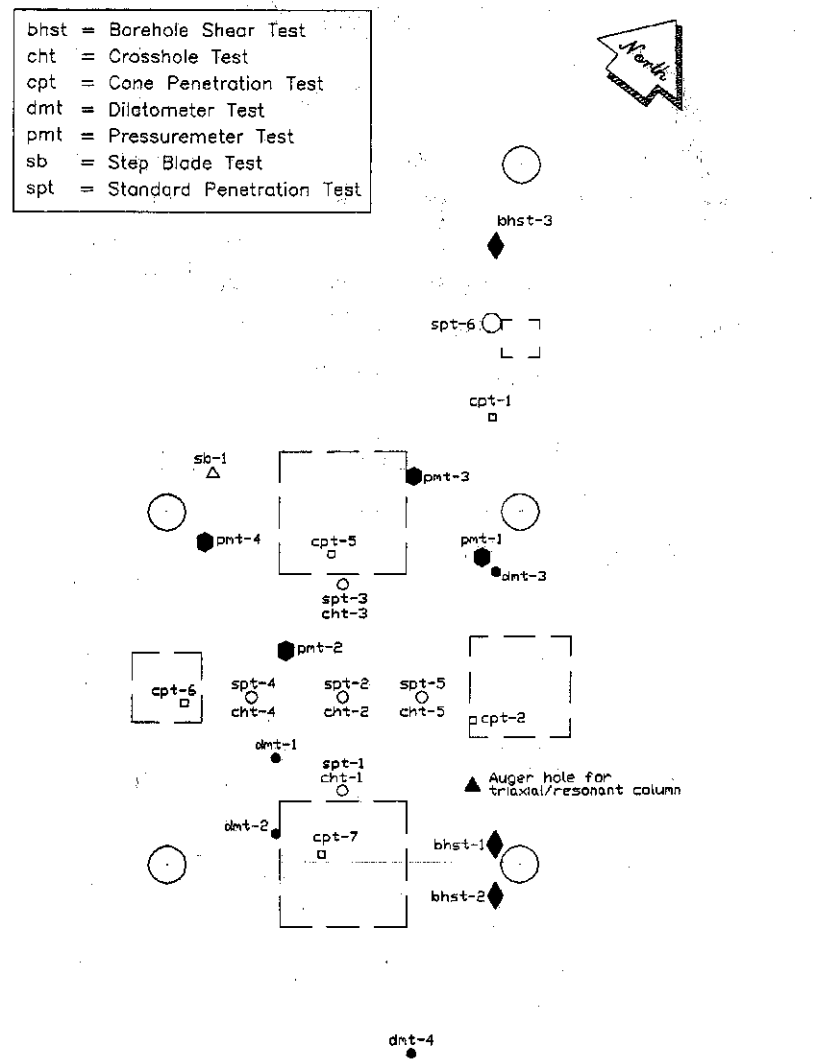 bhst = Borehole Shear Test
cht = Crosshole Test
cpt = Cone Penetration Test
dmt = Dilatometer Test
pmt = Pressuremeter Test
sb = Step Blade Test
spt = Standard Penetration Test
North
bhst-3
spt-6
cpt-1
sb-1
pmt-3
pmt-4
cpt-5
pmt-1
dmt-3
spt-3
cht-3
pmt-2
cpt-6
spt-4
cht-4
spt-2
cht-2
spt-5
cht-5
cpt-2
dmt-1
spt-1
cht-1
Auger hole for
triaxial/resonant column
dmt-2
cpt-7
bhst-1
bhst-2
dmt-4